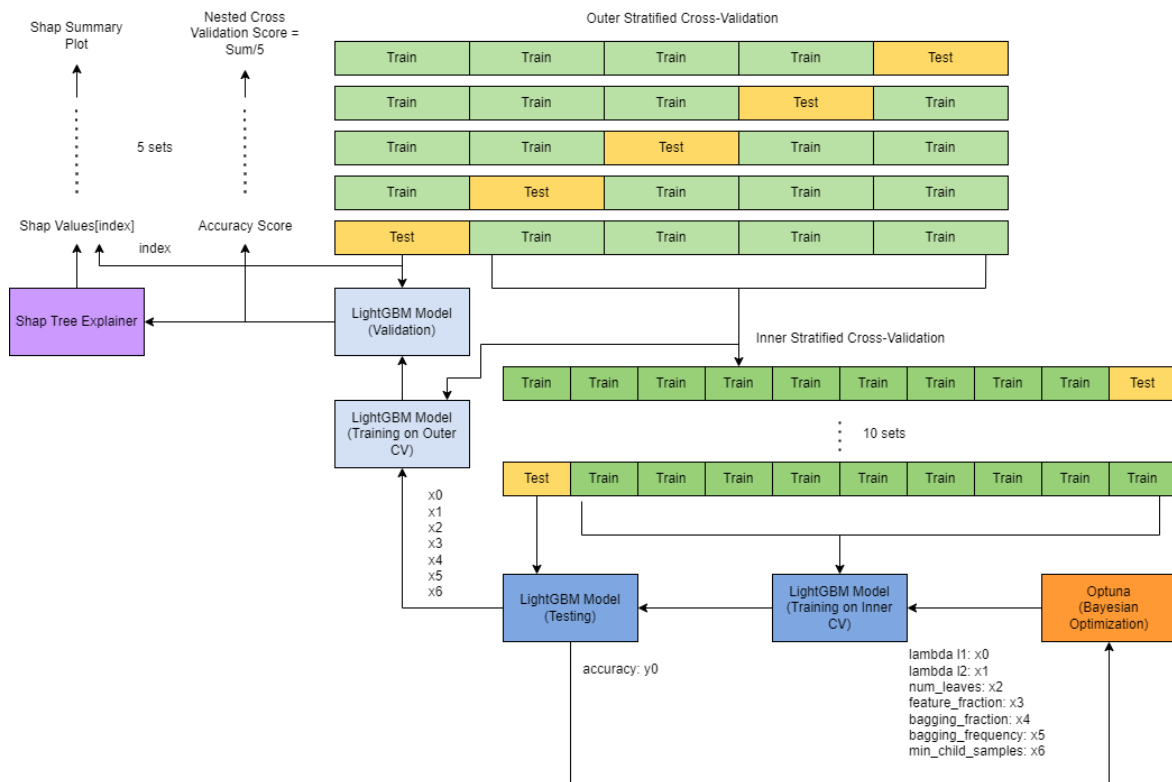 Shap Summary
Plot
Nested Cross
Validation Score =
Sum/5
Outer Stratified Cross-Validation
Train Train Train Train Test
Train Train Train Test Train
5 sets
Train Train Test Train Train
Train Test Train Train Train
Shap Values[index]
Accuracy Score
Test Train Train Train Train
index
Shap Tree Explainer
LightGBM Model
(Validation)
Inner Stratified Cross-Validation
Train Train Train Train Train Train Train Train Train Test
LightGBM Model
(Training on Outer
CV)
10 sets
Test Train Train Train Train Train Train Train Train Train
x0
x1
x2
x3
x4
x5
x6
LightGBM Model
(Testing)
LightGBM Model
(Training on Inner
CV)
Optuna
(Bayesian
Optimization)
accuracy: y0
lambda l1: x0
lambda l2: x1
num_leaves: x2
feature_fraction: x3
bagging_fraction: x4
bagging_frequency: x5
min_child_samples: x6